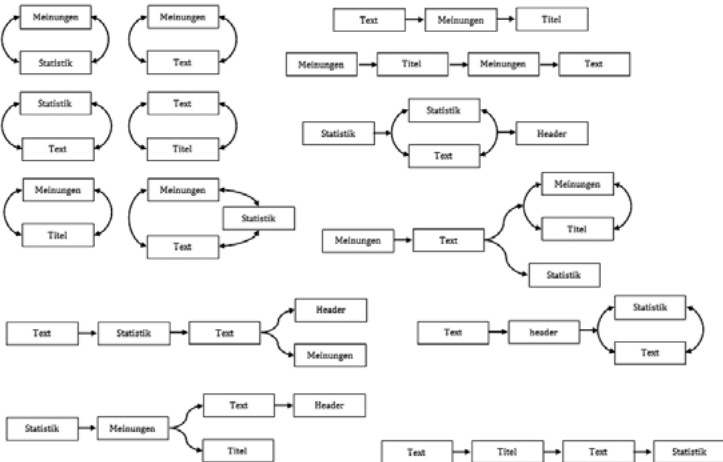 Meinungen
Statistik
Meinungen
Text
Statistik
Text
Text
Titel
Meinungen
Titel
Meinungen
Statistik
Text
Text Meinungen Titel
Meinungen Titel Meinungen Text
Statistik
Statistik Header
Text
Meinungen
Titel
Meinungen Text
Statistik
Header
Text Statistik Text
Meinungen
Statistik
Text header
Text
Text Header
Statistik Meinungen
Titel
Text Titel Text Statistik